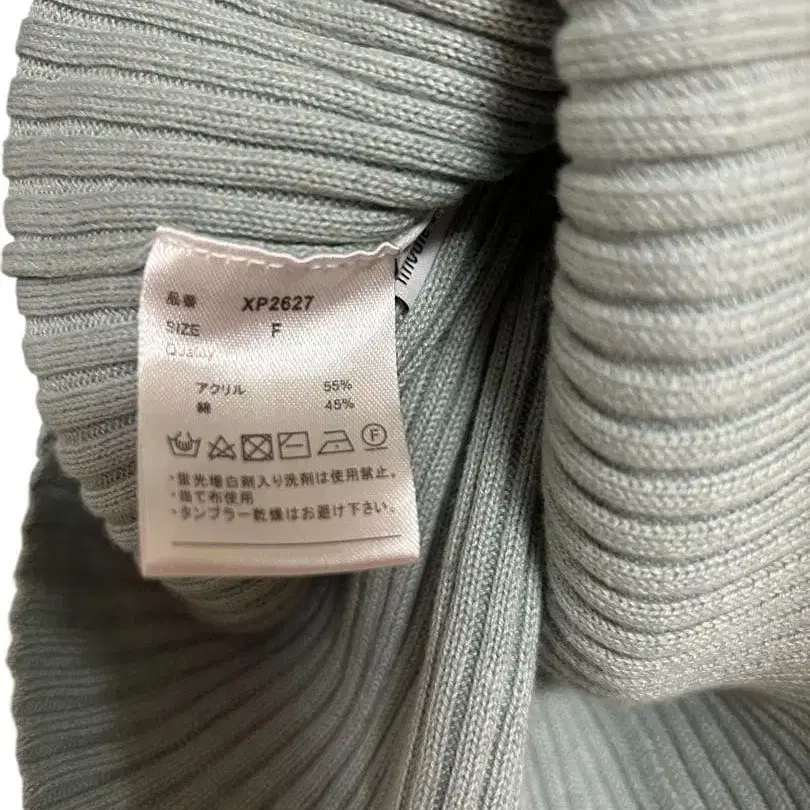 品番 XP2627
SIZE F
Quality
アクリル 55%
綿 45%
F
・蛍光増白剤入り洗剤は使用禁止。
・当て布使用
・タンブラー乾燥はお避け下さい。